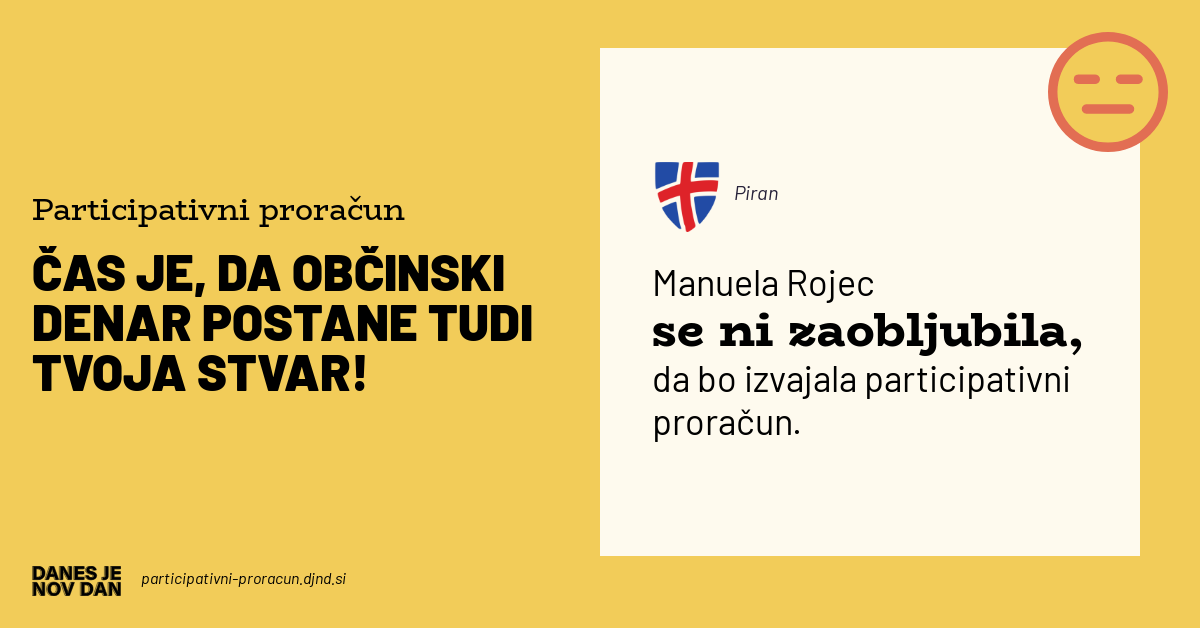 Participativni proračun
ČAS JE, DA OBČINSKI
DENAR POSTANE TUDI
TVOJA STVAR!
DANES JE
NOV DAN
participativni-proracun.djnd.si
Piran
Manuela Rojec
se ni zaobljubila,
da bo izvajala participativni
proračun.